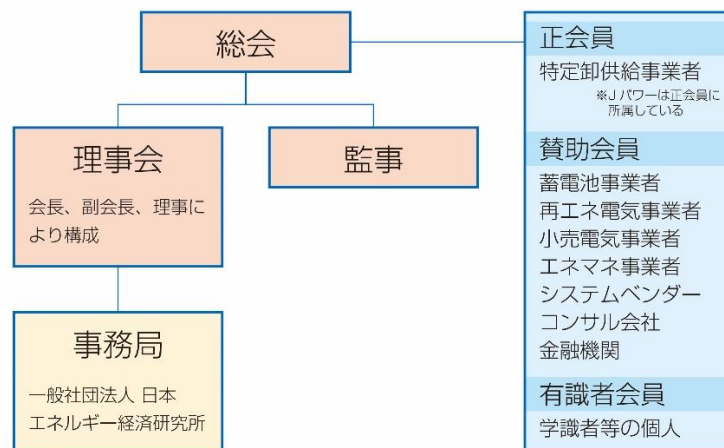 総会
理事会
会長、副会長、理事に
より構成
監事
事務局
一般社団法人 日本
エネルギー経済研究所
正会員
特定卸供給事業者
※Jパワーは正会員に
所属している
賛助会員
蓄電池事業者
再エネ電気事業者
小売電気事業者
エネマネ事業者
システムベンダー
コンサル会社
金融機関
有識者会員
学識者等の個人